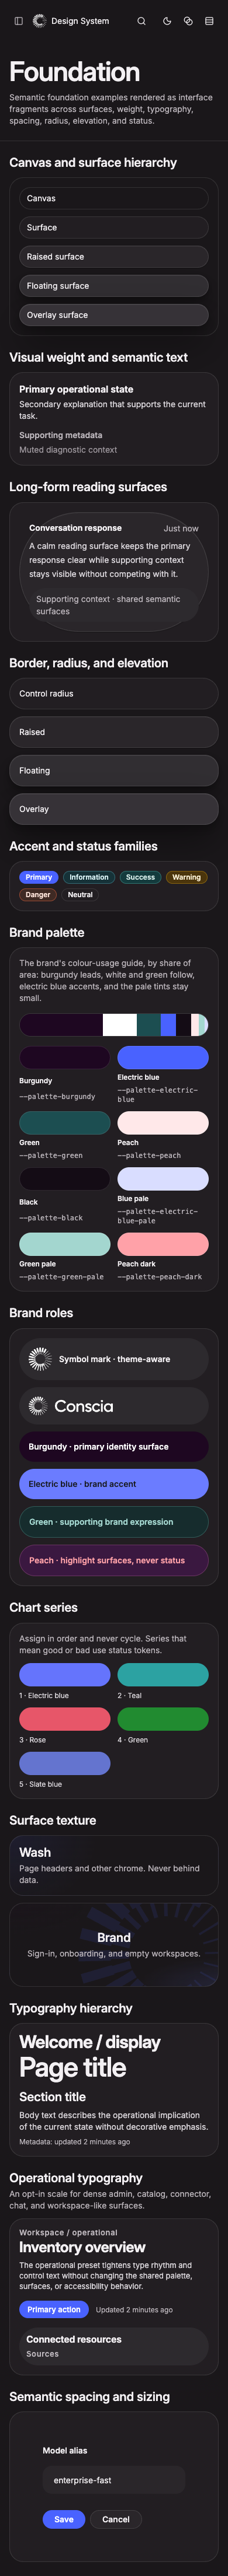 Design System
Foundation
Semantic foundation examples rendered as interface
fragments across surfaces, weight, typography,
spacing, radius, elevation, and status.
Canvas and surface hierarchy
Canvas
Surface
Raised surface
Floating surface
Overlay surface
Visual weight and semantic text
Primary operational state
Secondary explanation that supports the current
task.
Supporting metadata
Muted diagnostic context
Long-form reading surfaces
Conversation response
Just now
A calm reading surface keeps the primary
response clear while supporting context
stays visible without competing with it.
Supporting context · shared semantic
surfaces
Border, radius, and elevation
Control radius
Raised
Floating
Overlay
Accent and status families
Primary
Information
Success
Warning
Danger
Neutral
Brand palette
The brand's colour-usage guide, by share of
area: burgundy leads, white and green follow,
electric blue accents, and the pale tints stay
small.
Burgundy
--palette-burgundy
Electric blue
--palette-electric-
blue
Green
--palette-green
Peach
--palette-peach
Black
--palette-black
Blue pale
--palette-electric-
blue-pale
Green pale
--palette-green-pale
Peach dark
--palette-peach-dark
Brand roles
Symbol mark · theme-aware
Conscia
Burgundy · primary identity surface
Electric blue · brand accent
Green · supporting brand expression
Peach · highlight surfaces, never status
Chart series
Assign in order and never cycle. Series that
mean good or bad use status tokens.
1 · Electric blue
2 · Teal
3 · Rose
4 · Green
5 · Slate blue
Surface texture
Wash
Page headers and other chrome. Never behind
data.
Brand
Sign-in, onboarding, and empty workspaces.
Typography hierarchy
Welcome / display
Page title
Section title
Body text describes the operational implication
of the current state without decorative emphasis.
Metadata: updated 2 minutes ago
Operational typography
An opt-in scale for dense admin, catalog, connector,
chat, and workspace-like surfaces.
Workspace / operational
Inventory overview
The operational preset tightens type rhythm and
control text without changing the shared palette,
surfaces, or accessibility behavior.
Primary action
Updated 2 minutes ago
Connected resources
Sources
Semantic spacing and sizing
Model alias
enterprise-fast
Save
Cancel